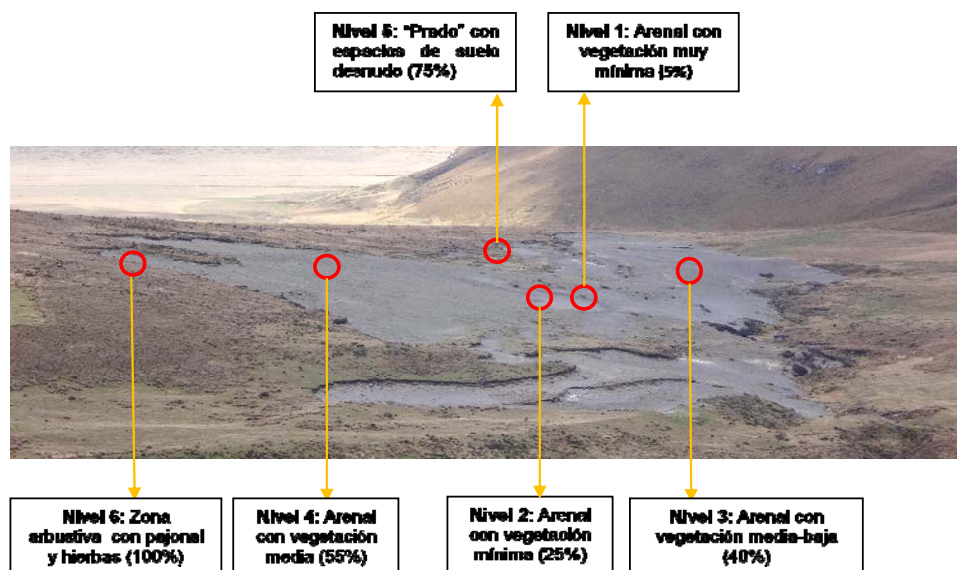 Nivel 5: "Prado" con
espacios de suelo
desnudo (75%)
Nivel 1: Arenal con
vegetación muy
mínima (5%)
Nivel 6: Zona
arbustiva con pajonal
y hierbas (100%)
Nivel 4: Arenal
con vegetación
media (55%)
Nivel 2: Arenal
con vegetación
mínima (25%)
Nivel 3: Arenal con
vegetación media-baja
(40%)